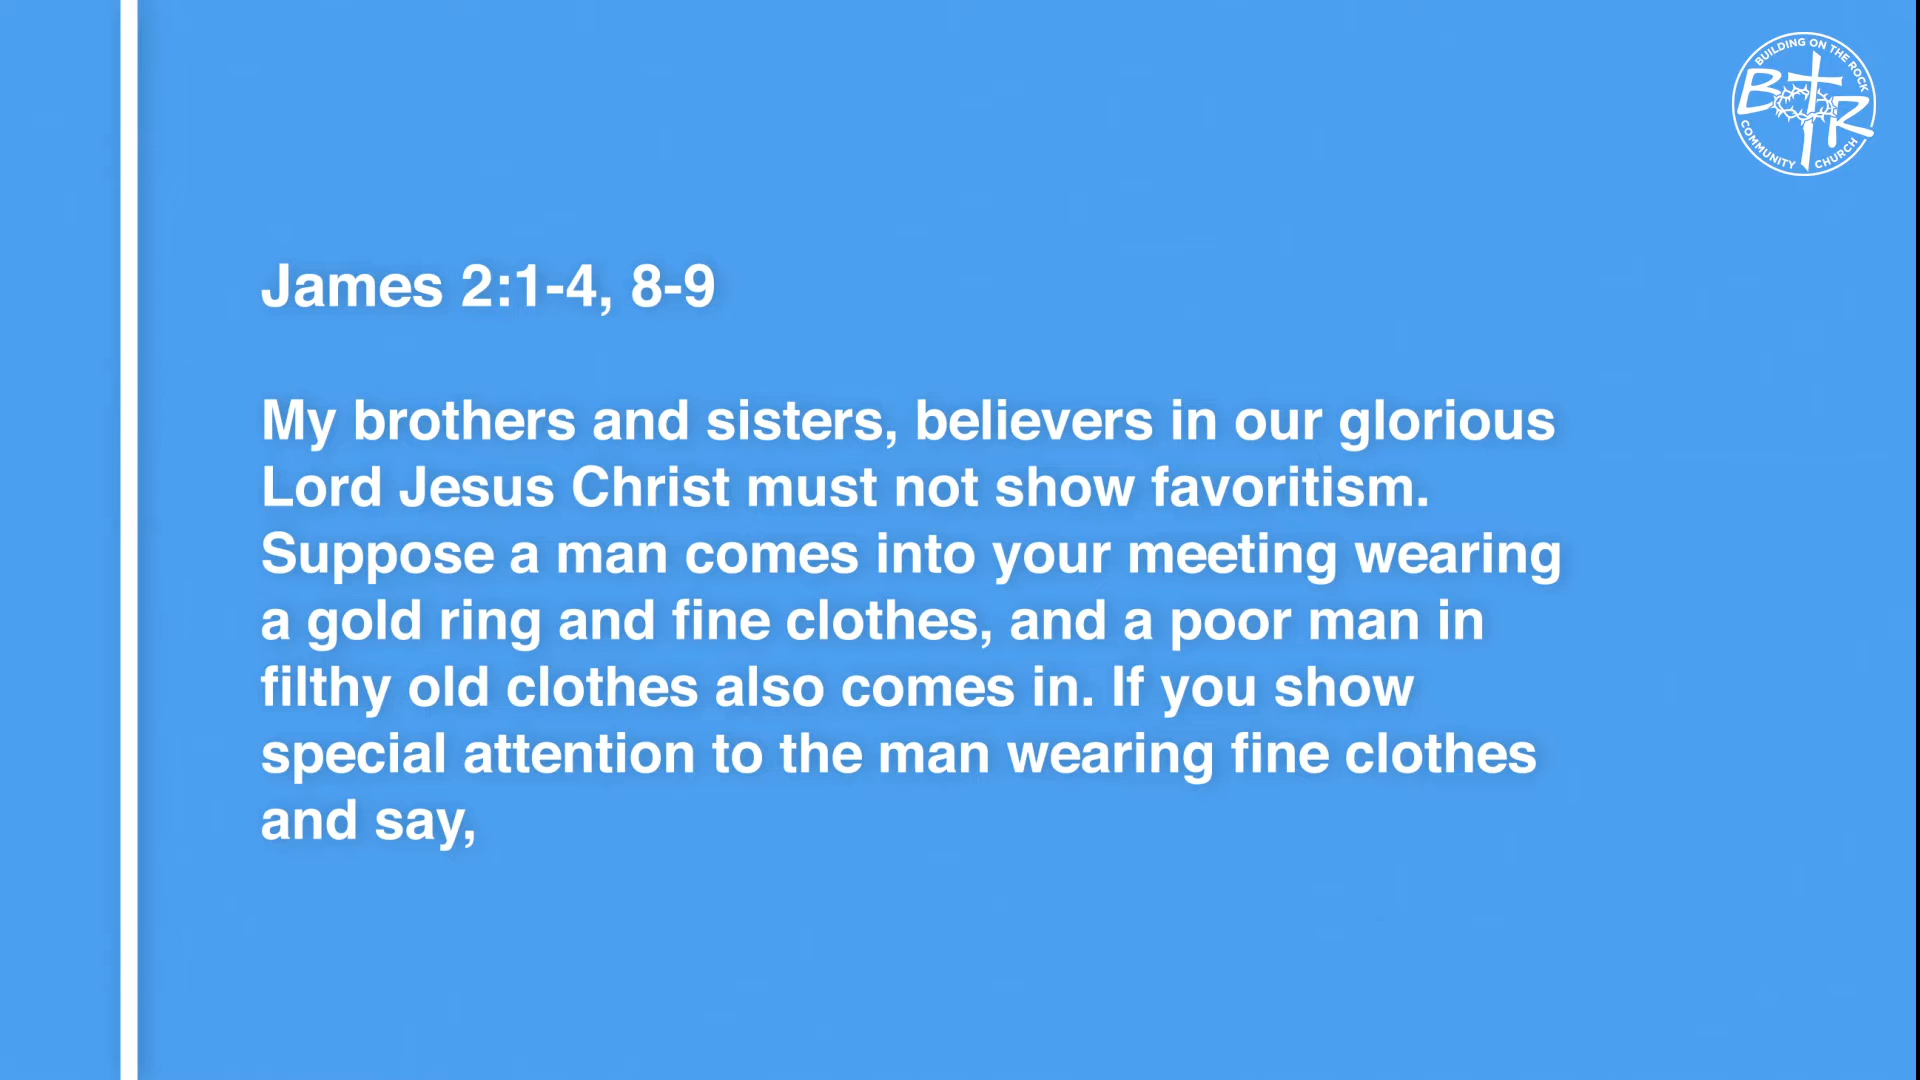 BUILDING ON THE ROCK
BTR
COMMUNITY CHURCH
James 2:1-4, 8-9
My brothers and sisters, believers in our glorious
Lord Jesus Christ must not show favoritism.
Suppose a man comes into your meeting wearing
a gold ring and fine clothes, and a poor man in
filthy old clothes also comes in. If you show
special attention to the man wearing fine clothes
and say,